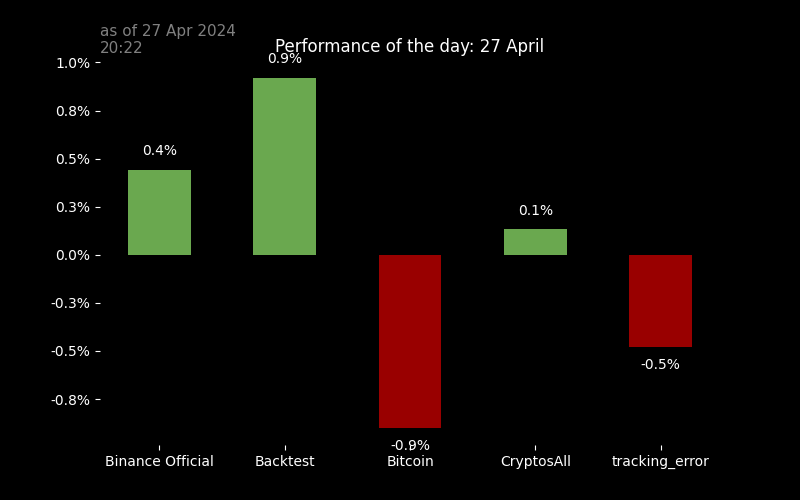 as of 27 Apr 2024
20:22
Performance of the day: 27 April
1.0%
0.8%
0.5%
0.3%
0.0%
-0.3%
-0.5%
-0.8%
0.4%
0.9%
-0.9%
0.1%
-0.5%
Binance Official
Backtest
Bitcoin
CryptosAll
tracking_error